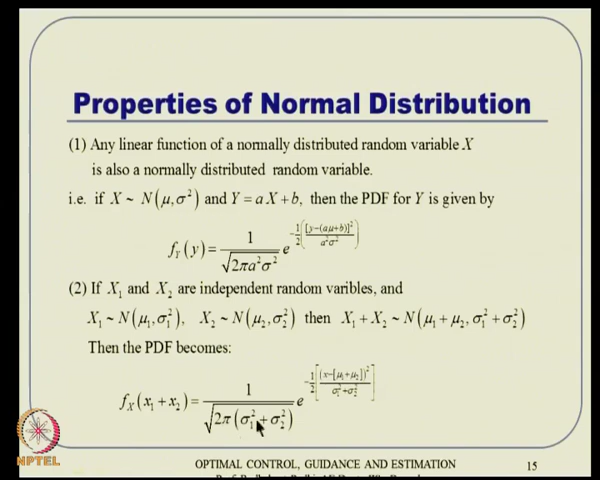 Properties of Normal Distribution
(1) Any linear function of a normally distributed random variable X
is also a normally distributed random variable.
i.e. if X ~ N(μ, σ²) and Y = a X + b, then the PDF for Y is given by
f_Y(y) = 1/√(2πa²σ²) e^{-1/2([y-(aμ+b)]²/(a²σ²))}
(2) If X₁ and X₂ are independent random varibles, and
X₁ ~ N(μ₁, σ₁²), X₂ ~ N(μ₂, σ₂²) then X₁ + X₂ ~ N(μ₁ + μ₂, σ₁² + σ₂²)
Then the PDF becomes:
f_X(x₁ + x₂) = 1/√(2π(σ₁² + σ₂²)) e^{-1/2[(x-[μ₁+μ₂])²/(σ₁²+σ₂²)]}
NPTEL
OPTIMAL CONTROL, GUIDANCE AND ESTIMATION 15